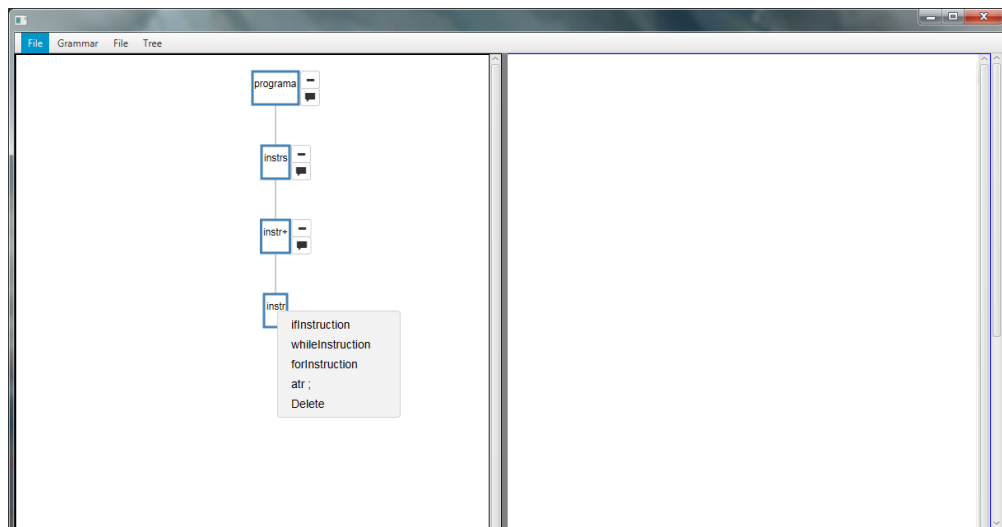 File Grammar File Tree
programa
instrs
instr+
instr
ifInstruction
whileInstruction
forInstruction
atr ;
Delete